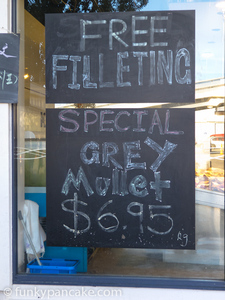 FREE
FILLETING
SPECIAL
GREY
Mullet
$6.95
kg
© funkypancake.com